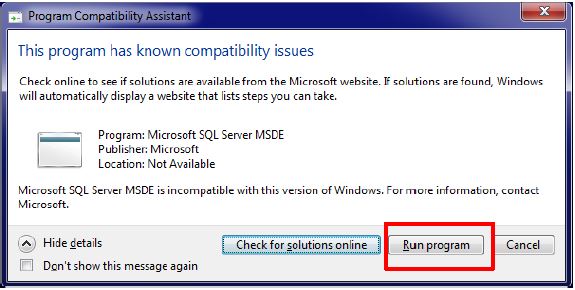 Program Compatibility Assistant
This program has known compatibility issues
Check online to see if solutions are available from the Microsoft website. If solutions are found, Windows
will automatically display a website that lists steps you can take.
Program: Microsoft SQL Server MSDE
Publisher: Microsoft
Location: Not Available
Microsoft SQL Server MSDE is incompatible with this version of Windows. For more information, contact
Microsoft.
Hide details
Check for solutions online
Run program
Cancel
Don't show this message again